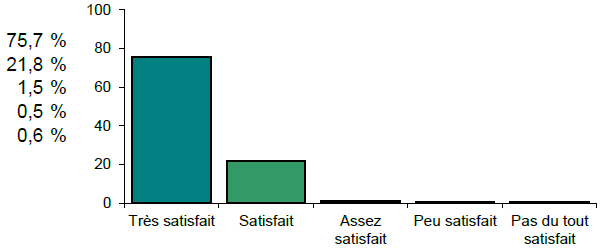 75,7 %
21,8 %
1,5 %
0,5 %
0,6 %
100
80
60
40
20
0
Très satisfait
Satisfait
Assez
satisfait
Peu satisfait
Pas du tout
satisfait